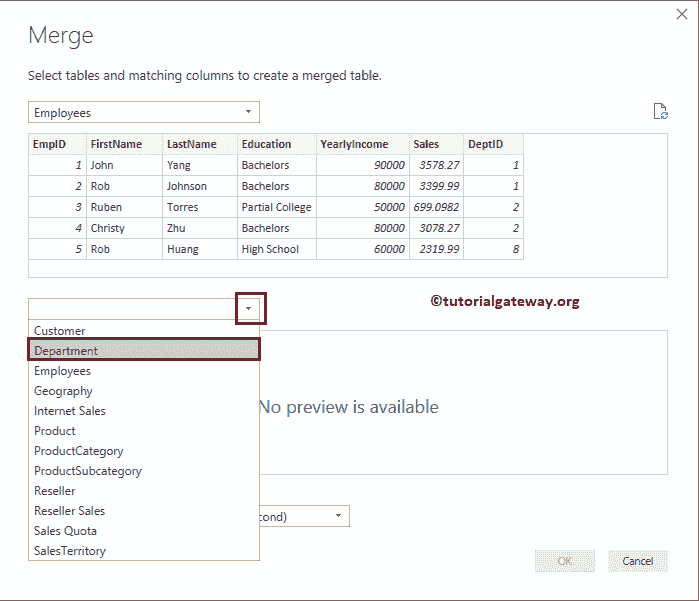 Merge
Select tables and matching columns to create a merged table.
Employees
EmpID FirstName LastName Education YearlyIncome Sales DeptID
1 John Yang Bachelors 90000 3578.27 1
2 Rob Johnson Bachelors 80000 3399.99 1
3 Ruben Torres Partial College 50000 699.0982 2
4 Christy Zhu Bachelors 80000 3078.27 2
5 Rob Huang High School 60000 2319.99 8
©tutorialgateway.org
Customer
Department
Employees
Geography
Internet Sales
Product
ProductCategory
ProductSubcategory
Reseller
Reseller Sales
Sales Quota
SalesTerritory
No preview is available
cond)
OK Cancel